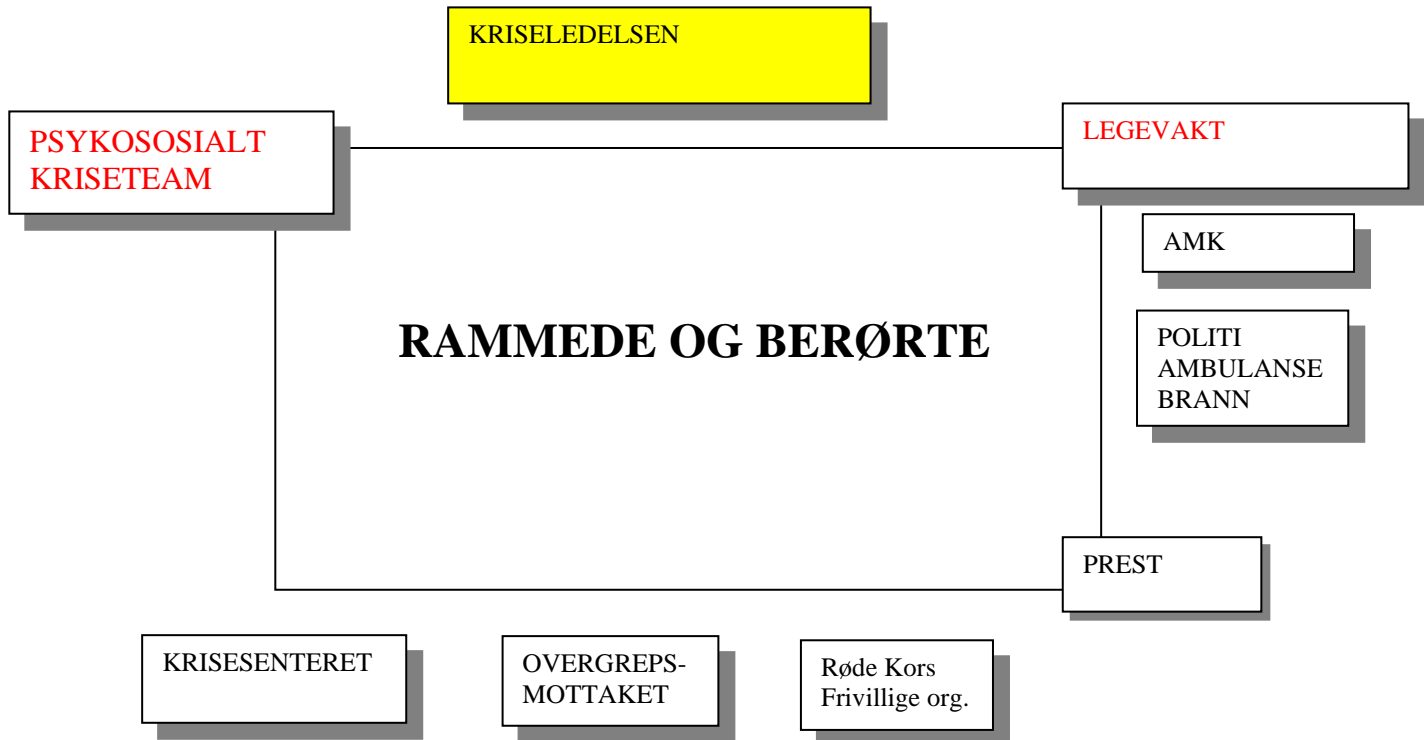 KRISELEDELSEN
PSYKOSOSIALT
KRISETEAM
LEGEVAKT
AMK
RAMMEDE OG BERØRTE
POLITI
AMBULANSE
BRANN
PREST
KRISESENTERET
OVERGREPS-
MOTTAKET
Røde Kors
Frivillige org.